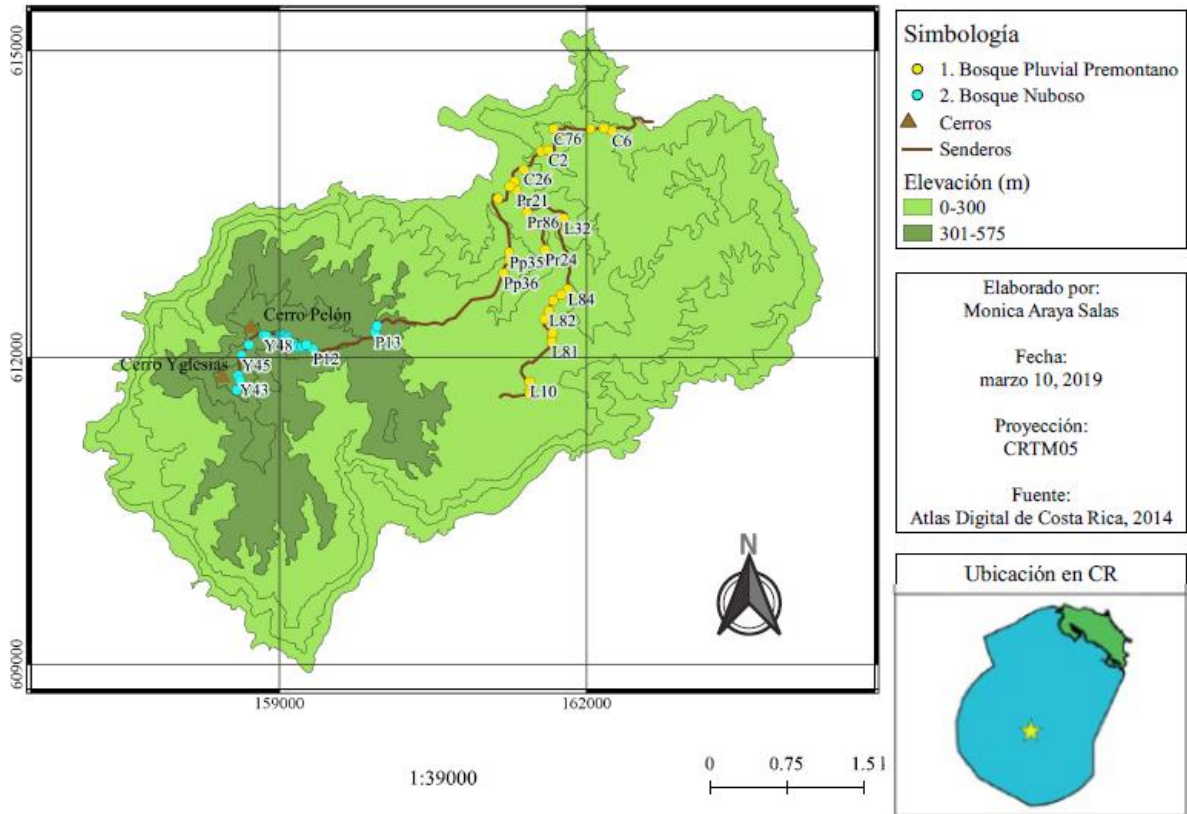 615000
612000
609000
159000
162000
C76
C6
C2
C26
Pr21
Pr86
L32
Pp35
Pr24
Pp36
L84
Cerro Pelón
L82
P13
Y48
P12
L81
Cerro Yglesias
Y45
Y43
L10
N
1:39000
0 0.75 1.5
Simbología
1. Bosque Pluvial Premontano
2. Bosque Nuboso
Cerros
Senderos
Elevación (m)
0-300
301-575
Elaborado por:
Monica Araya Salas
Fecha:
marzo 10, 2019
Proyección:
CRTM05
Fuente:
Atlas Digital de Costa Rica, 2014
Ubicación en CR